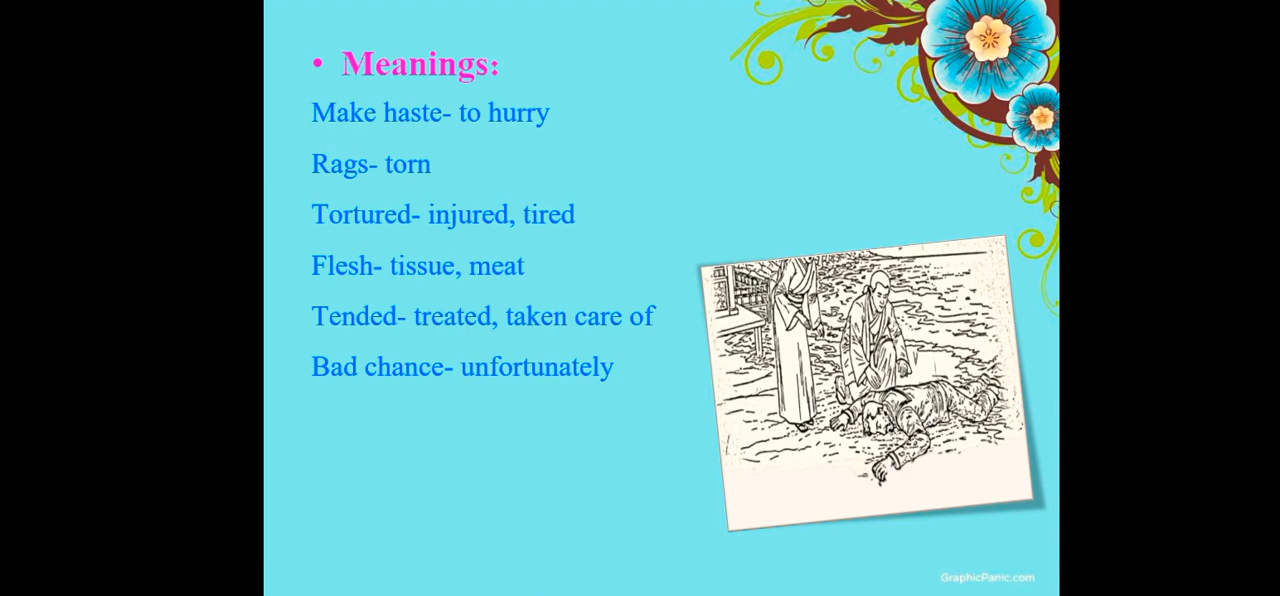 • Meanings:
Make haste- to hurry
Rags- torn
Tortured- injured, tired
Flesh- tissue, meat
Tended- treated, taken care of
Bad chance- unfortunately
GraphicPanic.com